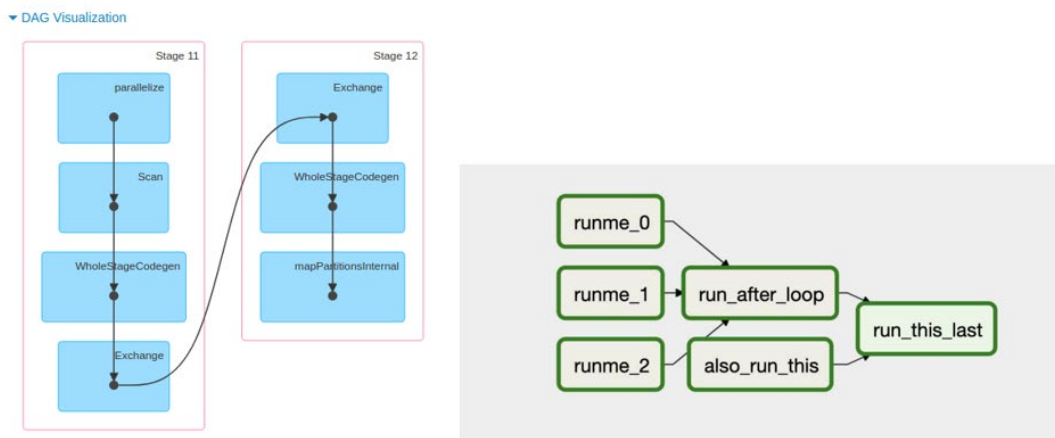 DAG Visualization
Stage 11
parallelize
Scan
WholeStageCodegen
Exchange
Stage 12
Exchange
WholeStageCodegen
mapPartitionsInternal
runme_0
runme_1
runme_2
run_after_loop
also_run_this
run_this_last